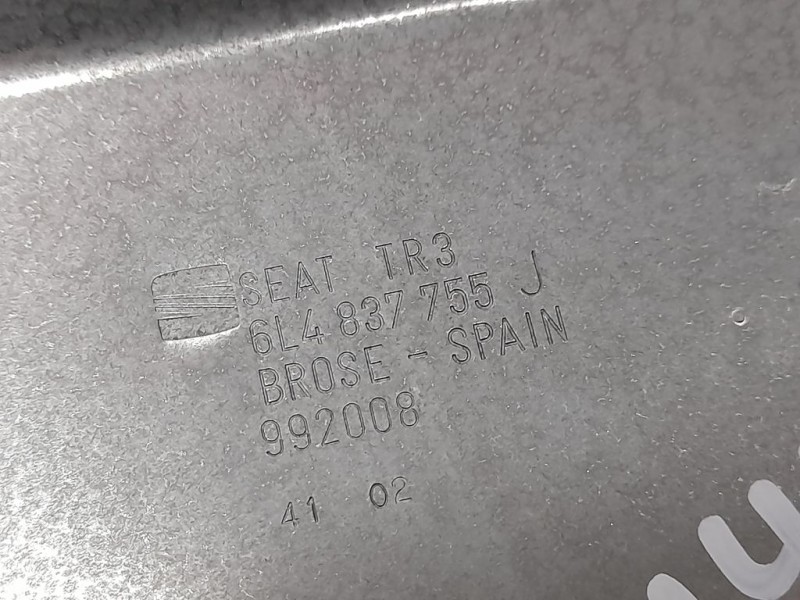 SEAT TR3
6L4 837 755 J
BROSE - SPAIN
992008
41 02